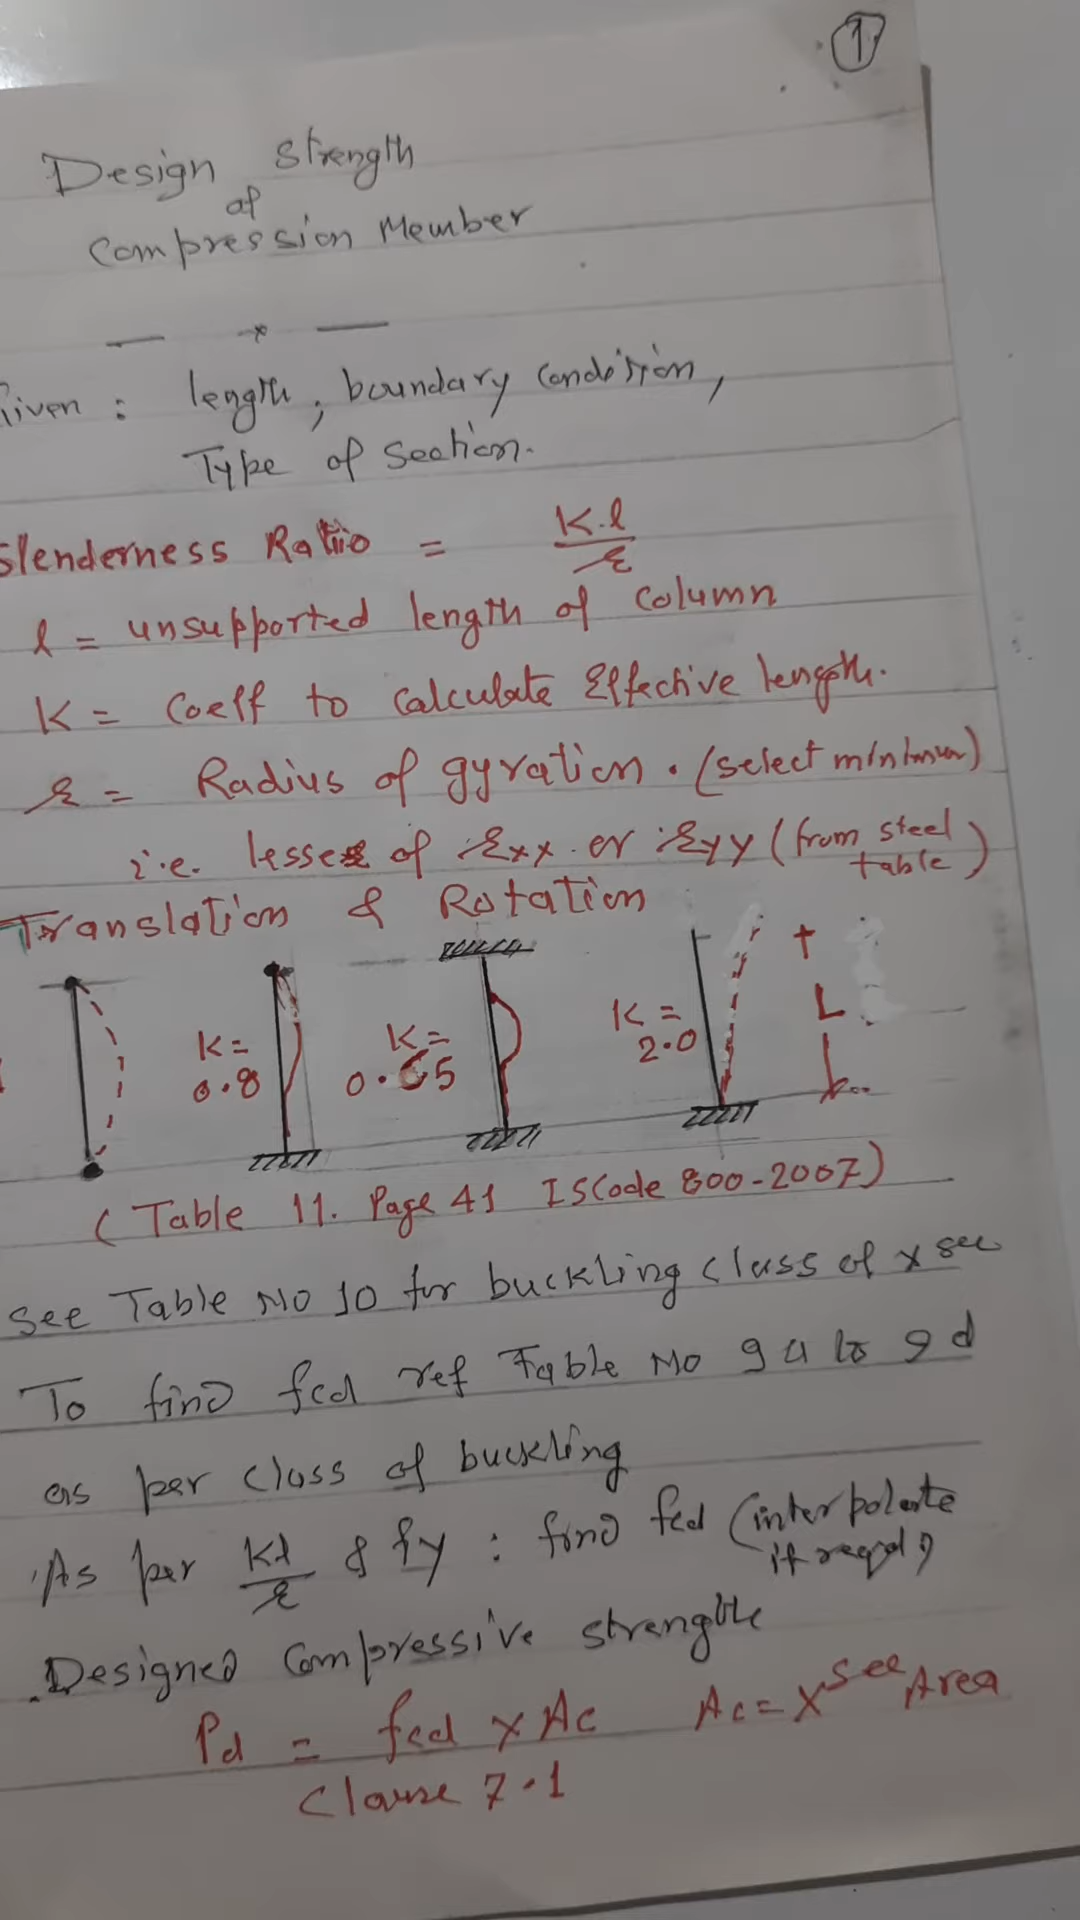 1
Design Strength
of
Compression Member
Given : length, boundary condition,
Type of Section.
Slenderness Ratio = K.l / r
l = unsupported length of column
K = Coeff to calculate Effective length.
r = Radius of gyration. (select minimum)
i.e. lesser of rxx or ryy (from steel table)
Translation & Rotation
K = 0.8
K = 0.65
K = 2.0
(Table 11. Page 41 IS Code 800-2007)
See Table No 10 for buckling class of x sec
To find fcd ref Table No 9 a to 9 d
as per class of buckling
As per Kl / r & fy : find fcd (interpolate if reqd)
Designed Compressive strength
Pd = fcd x Ac Ac = x sec Area
Clause 7.1